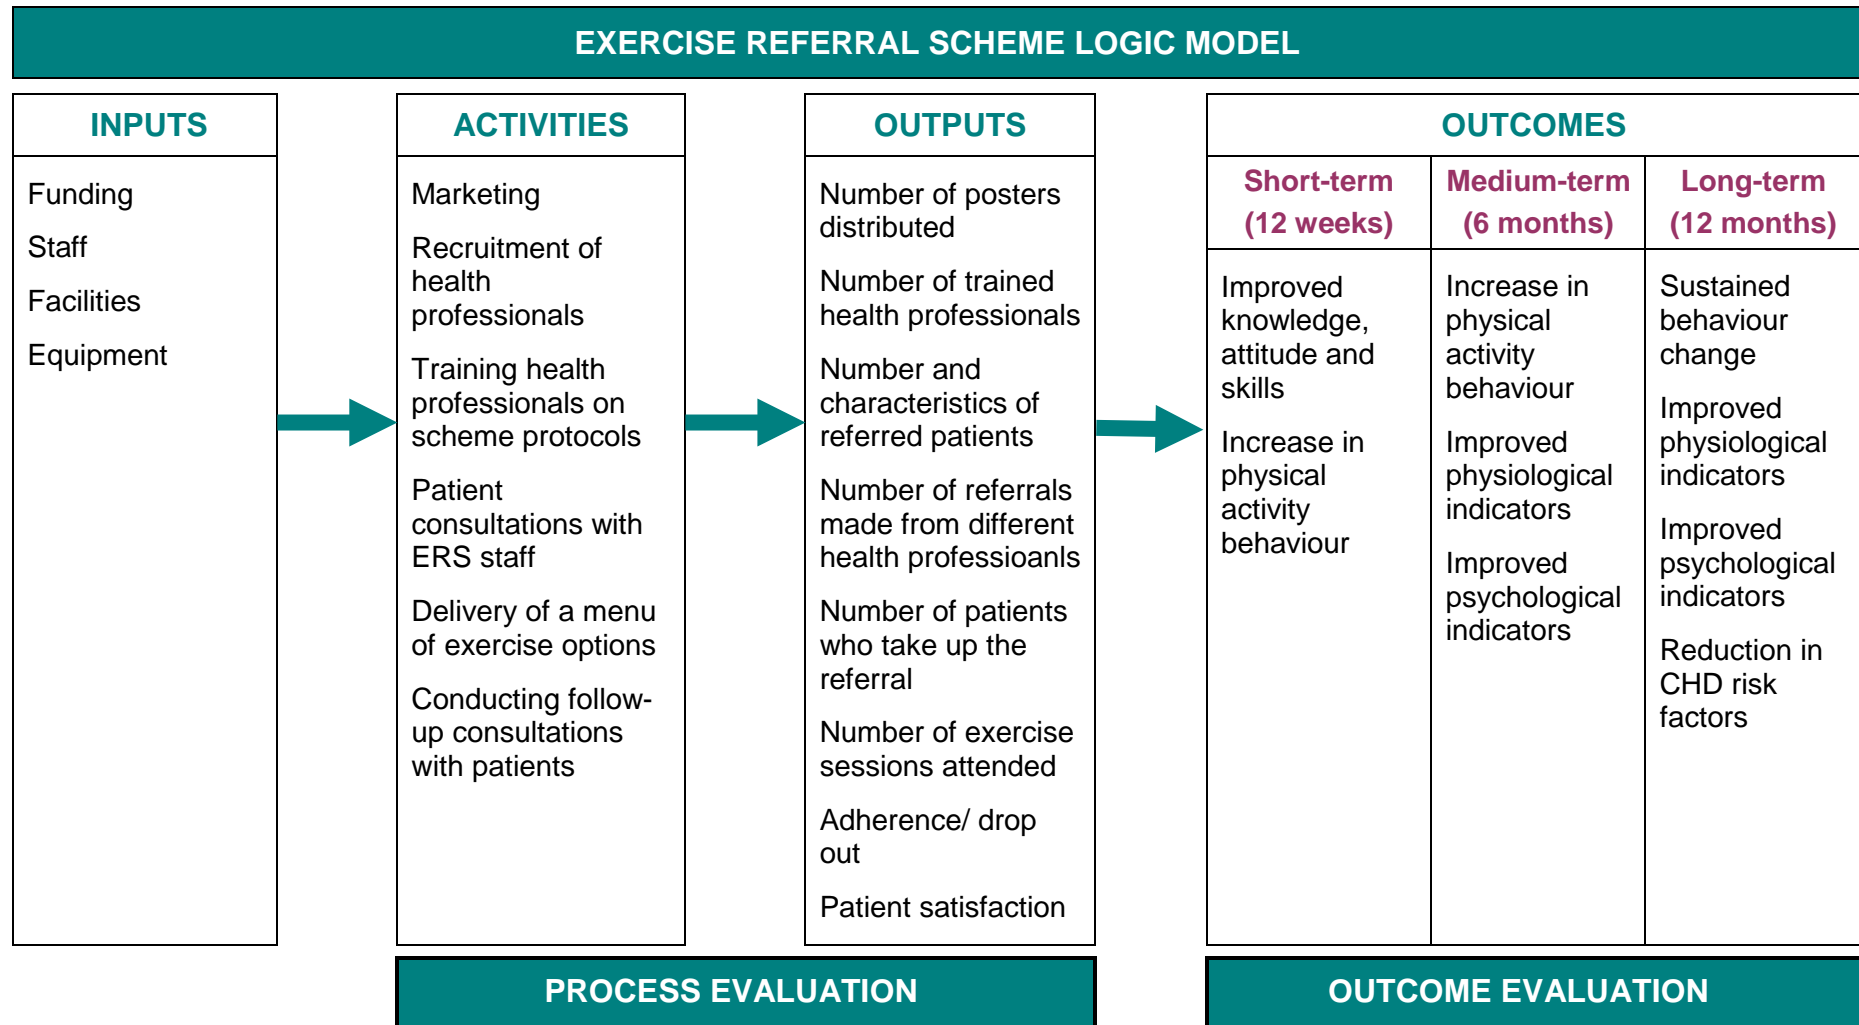 EXERCISE REFERRAL SCHEME LOGIC MODEL
INPUTS
Funding
Staff
Facilities
Equipment
ACTIVITIES
Marketing
Recruitment of
health
professionals
Training health
professionals on
scheme protocols
Patient
consultations with
ERS staff
Delivery of a menu
of exercise options
Conducting follow-
up consultations
with patients
OUTPUTS
Number of posters
distributed
Number of trained
health professionals
Number and
characteristics of
referred patients
Number of referrals
made from different
health professioanls
Number of patients
who take up the
referral
Number of exercise
sessions attended
Adherence/ drop
out
Patient satisfaction
OUTCOMES
Short-term
(12 weeks)
Improved
knowledge,
attitude and
skills
Increase in
physical
activity
behaviour
Medium-term
(6 months)
Increase in
physical
activity
behaviour
Improved
physiological
indicators
Improved
psychological
indicators
Long-term
(12 months)
Sustained
behaviour
change
Improved
physiological
indicators
Improved
psychological
indicators
Reduction in
CHD risk
factors
PROCESS EVALUATION
OUTCOME EVALUATION